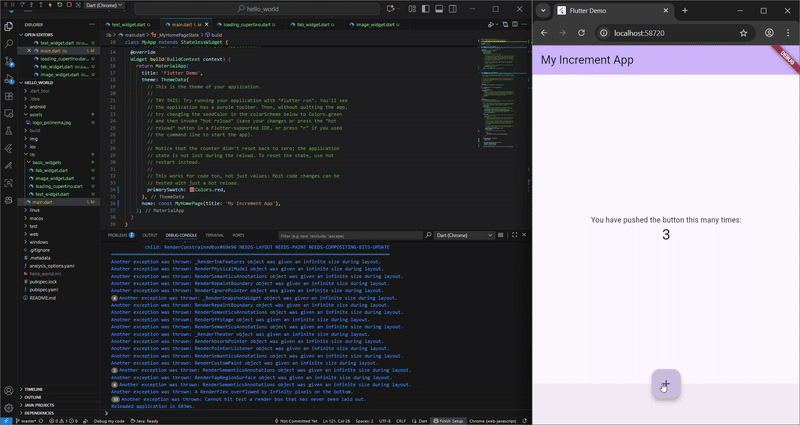 hello_world
Dart (Chrome)
text_widget.dart U
main.dart 1, M
loading_cupertino.dart U
fab_widget.dart U
image_widget.dart U
EXPLORER
OPEN EDITORS
text_widget.dart lib...
main.dart lib 1, M
loading_cupertino.dart...
fab_widget.dart lib...
image_widget.dart lib...
HELLO_WORLD
.dart_tool
.idea
android
assets
logo_polinema.jpg U
build
img
ios
lib
basic_widgets
fab_widget.dart U
image_widget.dart U
loading_cupertino.dart U
text_widget.dart U
main.dart 1, M
linux
macos
test
web
windows
.gitignore
.metadata
analysis_options.yaml
hello_world.iml
pubspec.lock
pubspec.yaml M
README.md
TIMELINE
OUTLINE
JAVA PROJECTS
DEPENDENCIES
lib > main.dart > _MyHomePageState > build
class MyApp extends StatelessWidget {
@override
Widget build(BuildContext context) {
return MaterialApp(
title: 'Flutter Demo',
theme: ThemeData(
// This is the theme of your application.
//
// TRY THIS: Try running your application with "flutter run". You'll see
// the application has a purple toolbar. Then, without quitting the app,
// try changing the seedColor in the colorScheme below to Colors.green
// and then invoke "hot reload" (save your changes or press the "hot
// reload" button in a Flutter-supported IDE, or press "r" if you used
// the command line to start the app).
//
// Notice that the counter didn't reset back to zero; the application
// state is not lost during the reload. To reset the state, use hot
// restart instead.
//
// This works for code too, not just values: Most code changes can be
// tested with just a hot reload.
primarySwatch: Colors.red,
), // ThemeData
home: const MyHomePage(title: 'My Increment App'),
); // MaterialApp
}
}
PROBLEMS
OUTPUT
DEBUG CONSOLE
TERMINAL
PORTS
Filter (e.g. text, !exclude, \escape)
Dart (Chrome)
child: RenderConstrainedBox#69e96 NEEDS-LAYOUT NEEDS-PAINT NEEDS-COMPOSITING-BITS-UPDATE
Another exception was thrown: _RenderInkFeatures object was given an infinite size during layout.
Another exception was thrown: RenderPhysicalModel object was given an infinite size during layout.
Another exception was thrown: RenderSemanticsAnnotations object was given an infinite size during layout.
Another exception was thrown: RenderRepaintBoundary object was given an infinite size during layout.
Another exception was thrown: RenderIgnorePointer object was given an infinite size during layout.
Another exception was thrown: _RenderSnapshotWidget object was given an infinite size during layout.
Another exception was thrown: RenderRepaintBoundary object was given an infinite size during layout.
Another exception was thrown: RenderSemanticsAnnotations object was given an infinite size during layout.
Another exception was thrown: RenderOffstage object was given an infinite size during layout.
Another exception was thrown: RenderSemanticsAnnotations object was given an infinite size during layout.
Another exception was thrown: _RenderTheater object was given an infinite size during layout.
Another exception was thrown: RenderAbsorbPointer object was given an infinite size during layout.
Another exception was thrown: RenderPointerListener object was given an infinite size during layout.
Another exception was thrown: RenderSemanticsAnnotations object was given an infinite size during layout.
Another exception was thrown: RenderCustomPaint object was given an infinite size during layout.
Another exception was thrown: RenderSemanticsAnnotations object was given an infinite size during layout.
Another exception was thrown: RenderTapRegionSurface object was given an infinite size during layout.
Another exception was thrown: RenderSemanticsAnnotations object was given an infinite size during layout.
Another exception was thrown: A RenderFlex overflowed by Infinity pixels on the bottom.
Another exception was thrown: Cannot hit test a render box that has never been laid out.
Reloaded application in 683ms.
master*
Debug my code
Java: Ready
Not Committed Yet
Ln 121, Col 28
Spaces: 2
UTF-8
CRLF
Dart
Finish Setup
Chrome (web-javascript)
Flutter Demo
localhost:58720
My Increment App
DEBUG
You have pushed the button this many times:
3